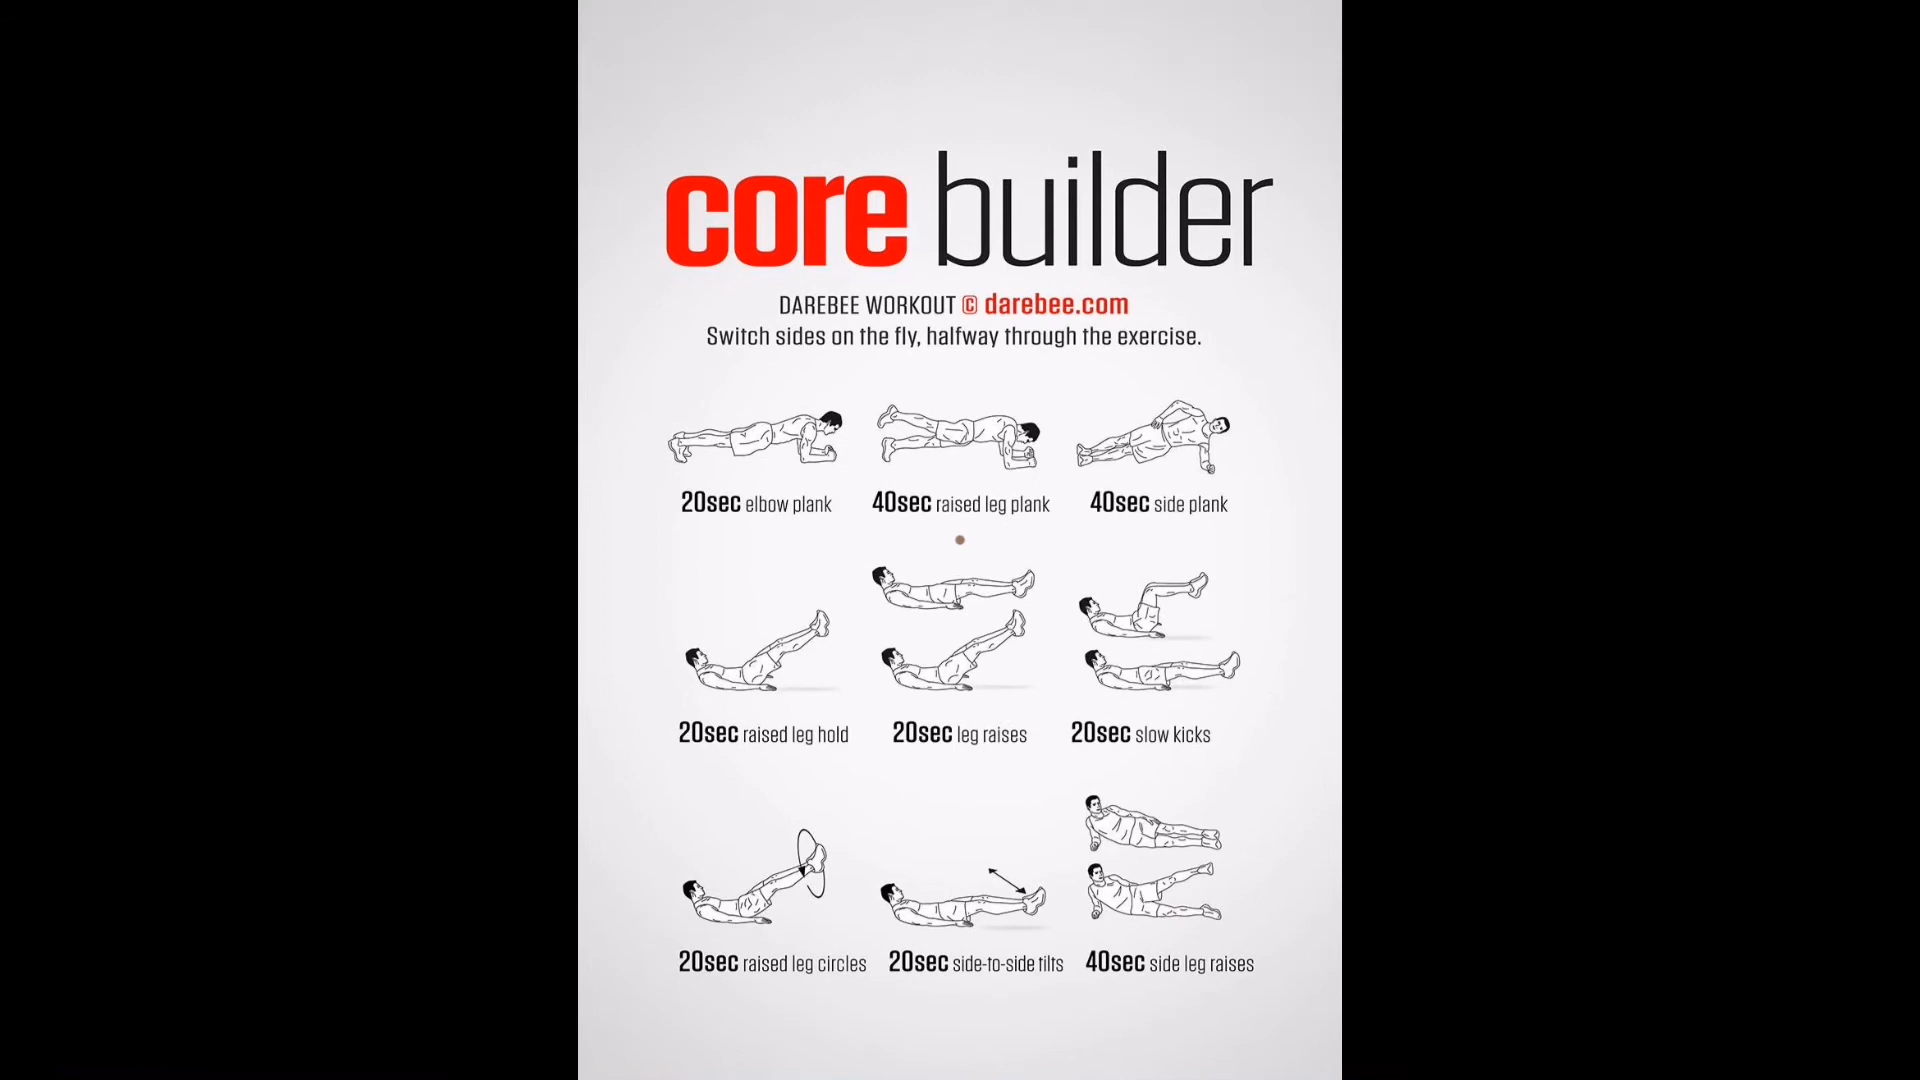 core builder
DAREBEE WORKOUT © darebee.com
Switch sides on the fly, halfway through the exercise.
20sec elbow plank
40sec raised leg plank
40sec side plank
20sec raised leg hold
20sec leg raises
20sec slow kicks
20sec raised leg circles
20sec side-to-side tilts
40sec side leg raises